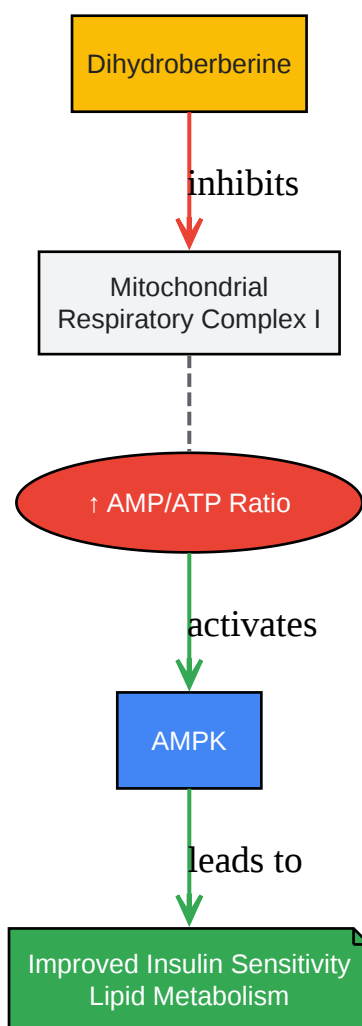 Dihydroberberine
inhibits
Mitochondrial
Respiratory Complex I
↑ AMP/ATP Ratio
activates
AMPK
leads to
Improved Insulin Sensitivity
Lipid Metabolism